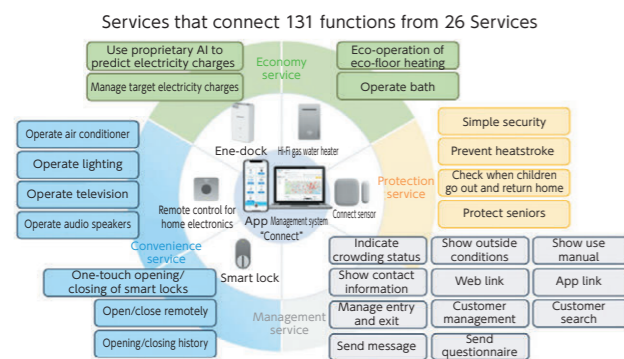 Services that connect 131 functions from 26 Services
Use proprietary AI to
predict electricity charges
Manage target electricity charges
Economy
service
Eco-operation of
eco-floor heating
Operate bath
Operate air conditioner
Operate lighting
Operate television
Operate audio speakers
Convenience
service
One-touch opening/
closing of smart locks
Open/close remotely
Opening/closing history
Ene-dock
Hi-Fi gas water heater
Remote control for
home electronics
App
Management system
"Connect"
Connect sensor
Smart lock
Protection
service
Simple security
Prevent heatstroke
Check when children
go out and return home
Protect seniors
Management
service
Indicate
crowding status
Show outside
conditions
Show use
manual
Show contact
information
Web link
App link
Manage entry
and exit
Customer
management
Customer
search
Send message
Send
questionnaire